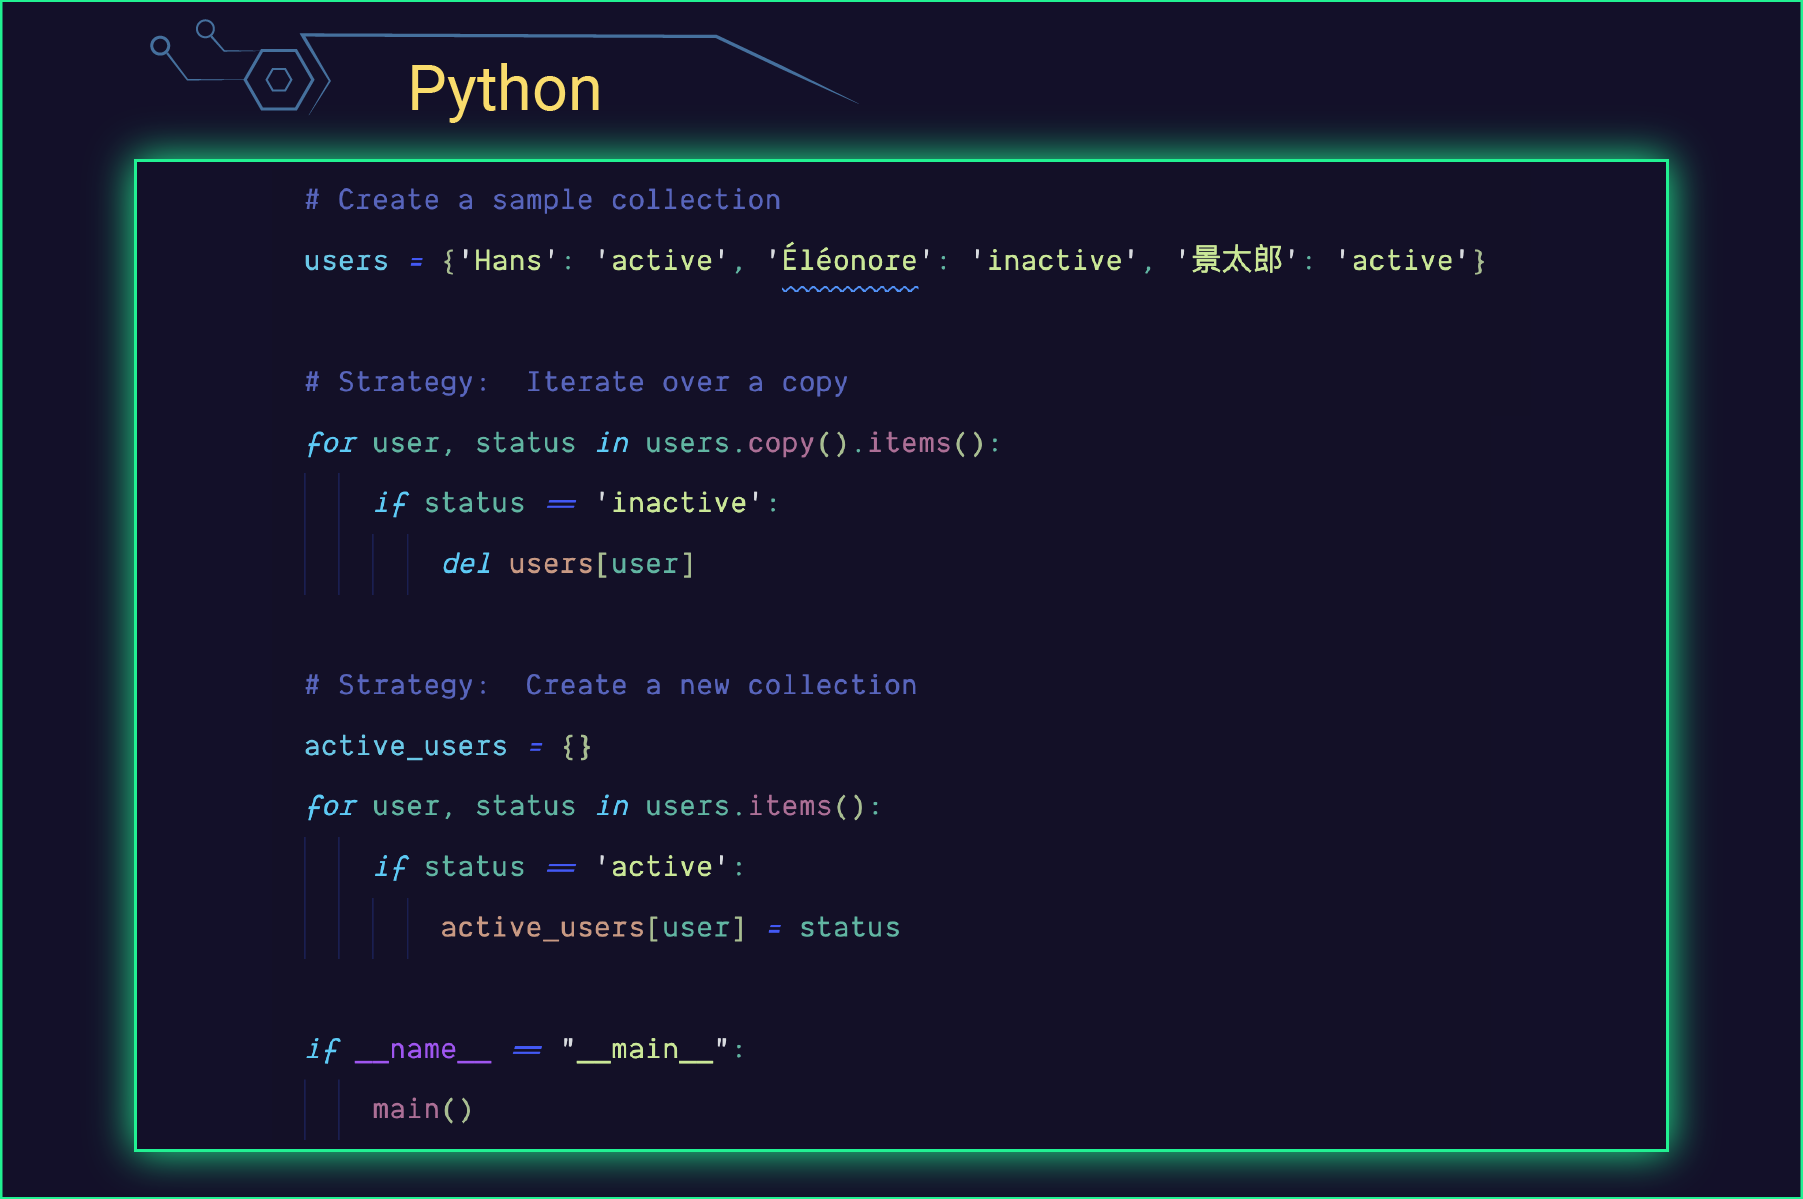 Python
# Create a sample collection
users = {'Hans': 'active', 'Éléonore': 'inactive', '景太郎': 'active'}
# Strategy:  Iterate over a copy
for user, status in users.copy().items():
    if status == 'inactive':
        del users[user]
# Strategy:  Create a new collection
active_users = {}
for user, status in users.items():
    if status == 'active':
        active_users[user] = status
if __name__ == "__main__":
    main()